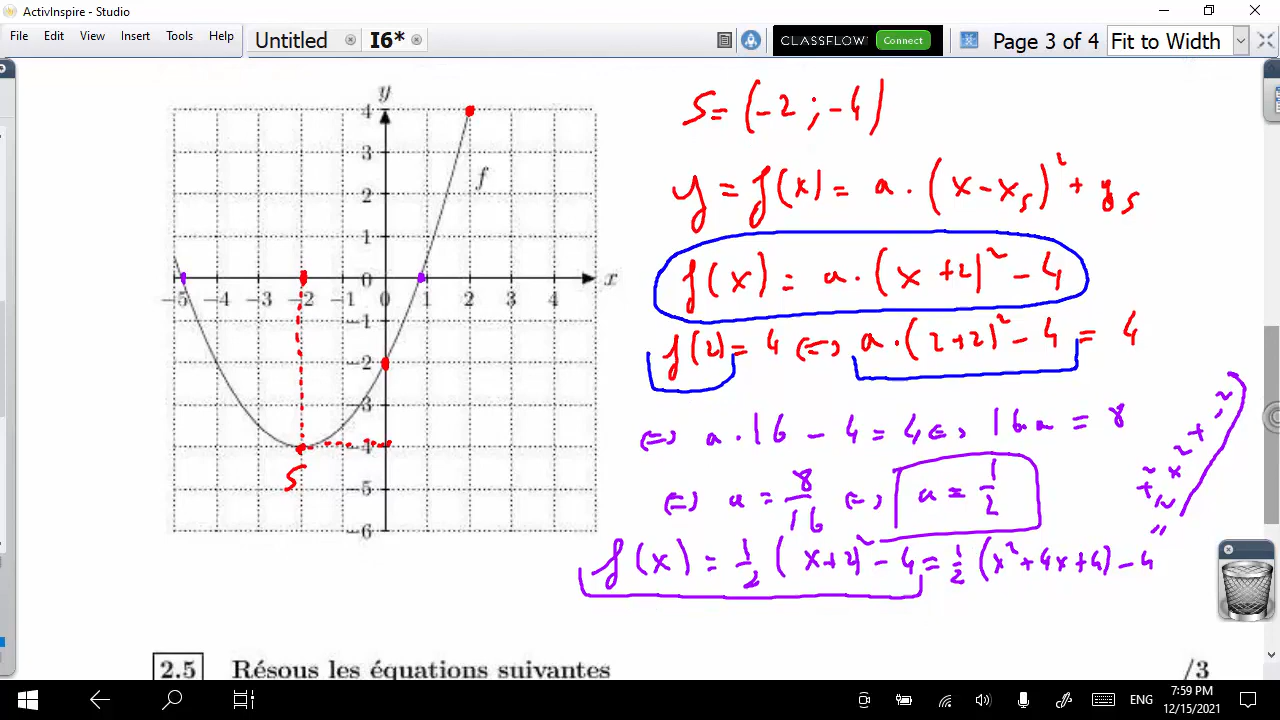 ActivInspire - Studio
File Edit View Insert Tools Help
Untitled
I6*
CLASSFLOW Connect
Page 3 of 4
Fit to Width
y
4
3
2
1
0
-1
-2
-3
-4
-5
-6
f
-5 -4 -3 -2 -1 0 1 2 3 4 x
S
S = (-2 ; -4)
y = f(x) = a · (x - x_S)² + y_S
f(x) = a · (x + 2)² - 4
f(2) = 4 ⇔ a · (2 + 2)² - 4 = 4
⇔ a · 16 - 4 = 4 ⇔ 16a = 8
⇔ a = 8/16 ⇔ a = 1/2
f(x) = 1/2 (x + 2)² - 4 = 1/2 (x² + 4x + 4) - 4
2.5 Résous les équations suivantes /3
ENG
7:59 PM
12/15/2021